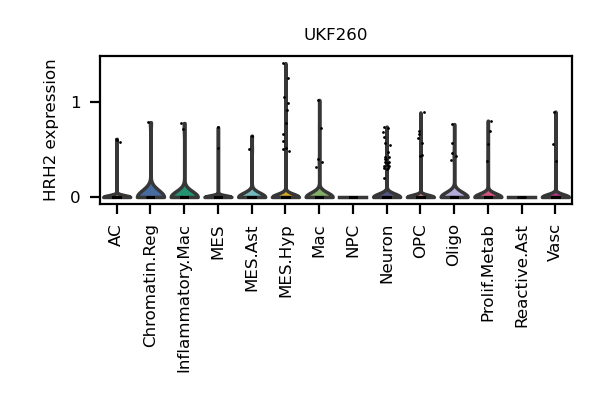 UKF260
HRH2 expression
1
0
AC
Chromatin.Reg
Inflammatory.Mac
MES
MES.Ast
MES.Hyp
Mac
NPC
Neuron
OPC
Oligo
Prolif.Metab
Reactive.Ast
Vasc